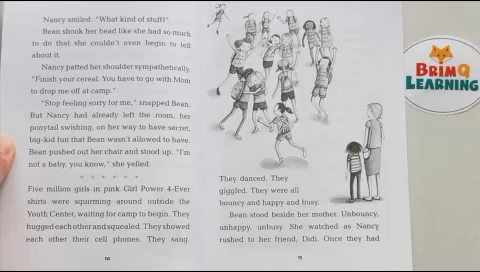 Nancy smiled. "What kind of stuff?"
Bean shook her head like she had so much
to do that she couldn't even begin to tell
about it.
Nancy patted her shoulder sympathetically.
"Finish your cereal. You have to go with Mom
to drop me off at camp."
"Stop feeling sorry for me," snapped Bean.
But Nancy had already left the room, her
ponytail swishing, on her way to have secret,
big-kid fun that Bean wasn't allowed to have.
Bean pushed out her chair and stood up. "I'm
not a baby, you know," she yelled.
+ + + + + +
Five million girls in pink Girl Power 4-Ever
shirts were squirming around outside the
Youth Center, waiting for camp to begin. They
hugged each other and squealed. They showed
each other their cell phones. They sang.
They danced. They
giggled. They were all
bouncy and happy and busy.
Bean stood beside her mother. Unbouncy,
unhappy, unbusy. She watched as Nancy
rushed to her friend, Didi. Once they had
BRIMQ
LEARNING